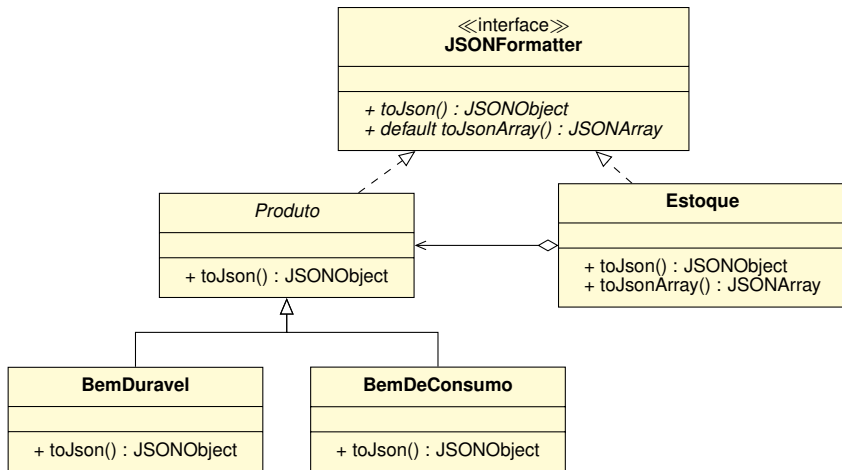 ≪interface≫
JSONFormatter
+ toJson() : JSONObject
+ default toJsonArray() : JSONArray
Produto
+ toJson() : JSONObject
Estoque
+ toJson() : JSONObject
+ toJsonArray() : JSONArray
BemDuravel
+ toJson() : JSONObject
BemDeConsumo
+ toJson() : JSONObject